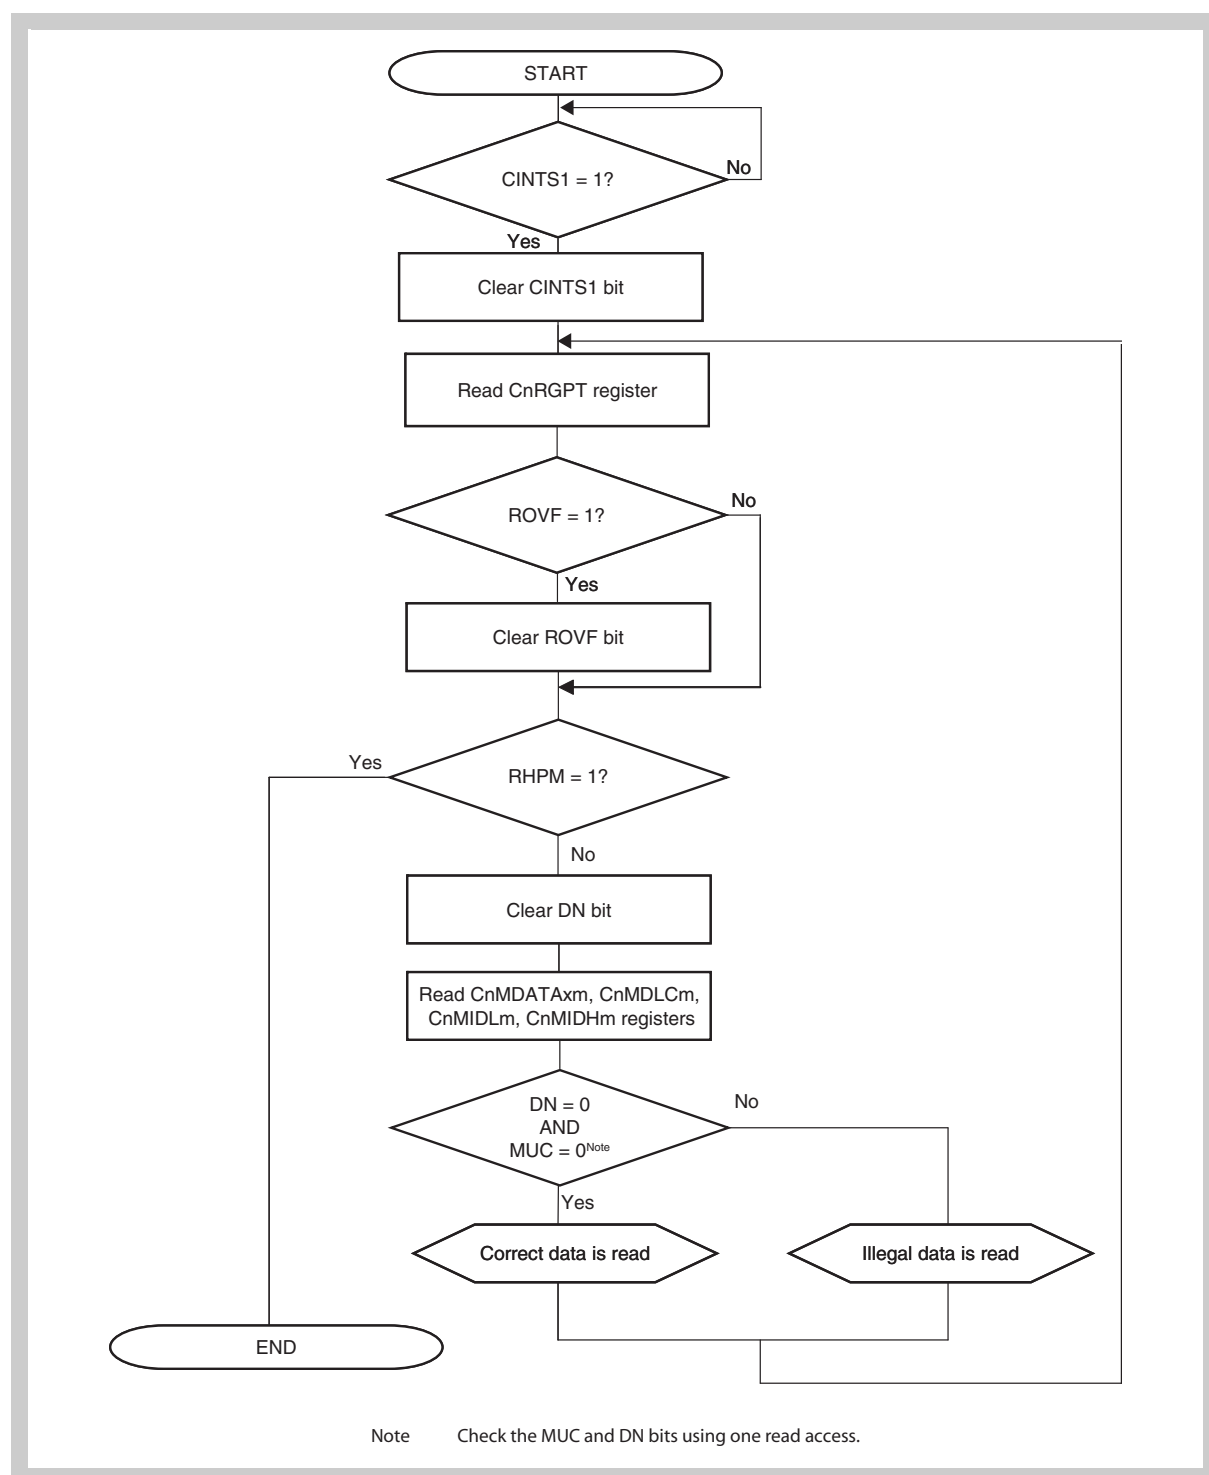 START
CINTS1 = 1?
No
Yes
Clear CINTS1 bit
Read CnRGPT register
ROVF = 1?
No
Yes
Clear ROVF bit
Yes
RHPM = 1?
No
Clear DN bit
Read CnMDATAxm, CnMDLCm,
CnMIDLm, CnMIDHm registers
DN = 0
AND
MUC = 0Note
No
Yes
Correct data is read
Illegal data is read
END
Note Check the MUC and DN bits using one read access.